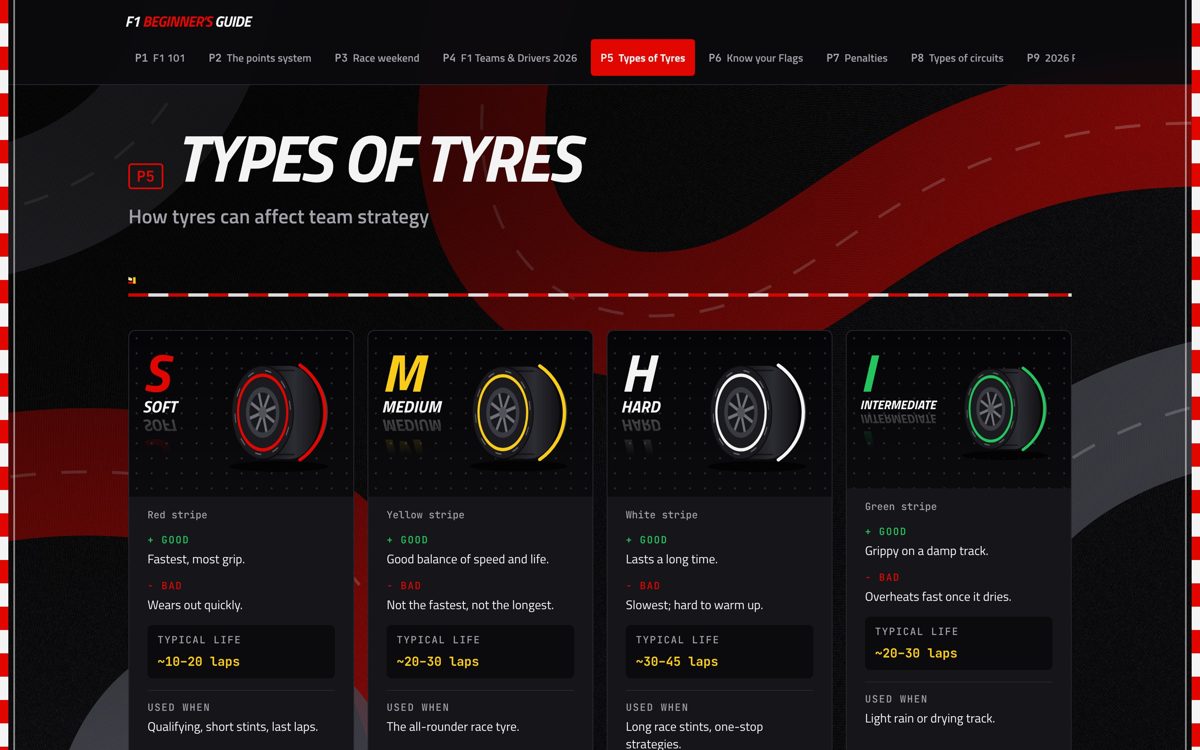 F1 BEGINNER'S GUIDE
P1 F1 101
P2 The points system
P3 Race weekend
P4 F1 Teams & Drivers 2026
P5 Types of Tyres
P6 Know your Flags
P7 Penalties
P8 Types of circuits
P9 2026
P5
TYPES OF TYRES
How tyres can affect team strategy
S
SOFT
Red stripe
+ GOOD
Fastest, most grip.
- BAD
Wears out quickly.
TYPICAL LIFE
~10–20 laps
USED WHEN
Qualifying, short stints, last laps.
M
MEDIUM
Yellow stripe
+ GOOD
Good balance of speed and life.
- BAD
Not the fastest, not the longest.
TYPICAL LIFE
~20–30 laps
USED WHEN
The all-rounder race tyre.
H
HARD
White stripe
+ GOOD
Lasts a long time.
- BAD
Slowest; hard to warm up.
TYPICAL LIFE
~30–45 laps
USED WHEN
Long race stints, one-stop
strategies.
I
INTERMEDIATE
Green stripe
+ GOOD
Grippy on a damp track.
- BAD
Overheats fast once it dries.
TYPICAL LIFE
~20–30 laps
USED WHEN
Light rain or drying track.